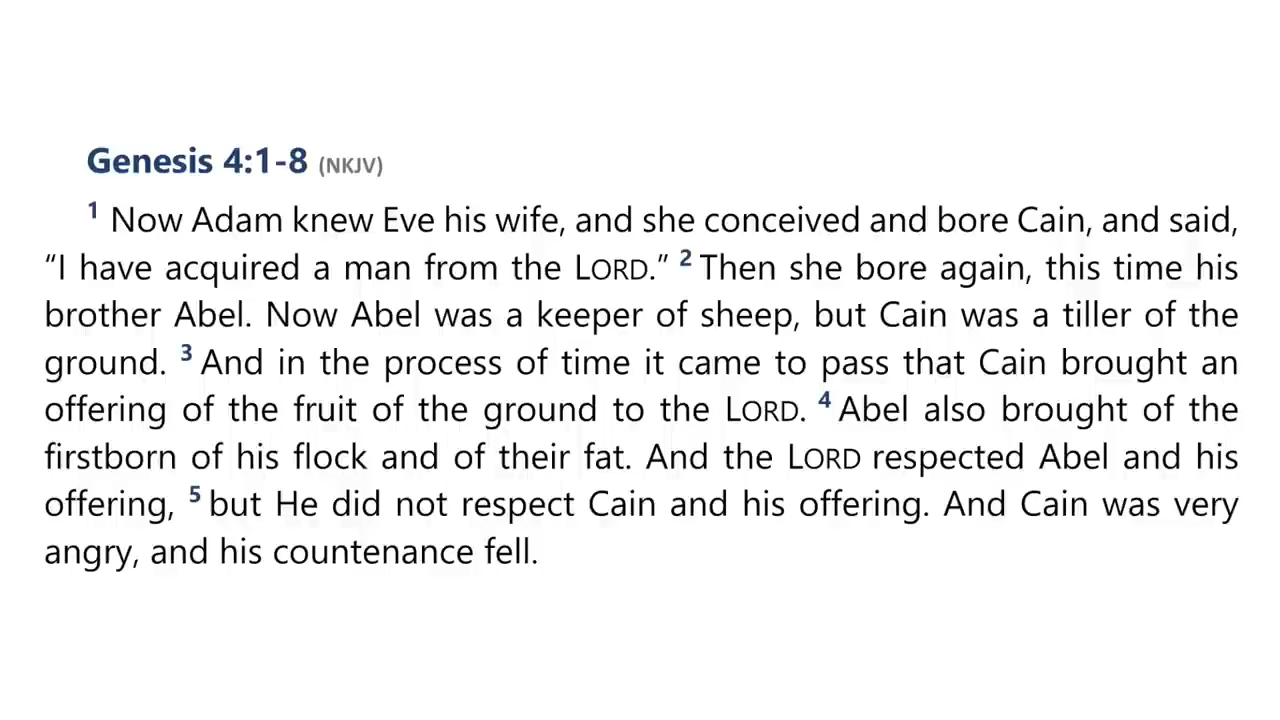 Genesis 4:1-8 (NKJV)
1 Now Adam knew Eve his wife, and she conceived and bore Cain, and said,
“I have acquired a man from the LORD.” 2 Then she bore again, this time his
brother Abel. Now Abel was a keeper of sheep, but Cain was a tiller of the
ground. 3 And in the process of time it came to pass that Cain brought an
offering of the fruit of the ground to the LORD. 4 Abel also brought of the
firstborn of his flock and of their fat. And the LORD respected Abel and his
offering, 5 but He did not respect Cain and his offering. And Cain was very
angry, and his countenance fell.